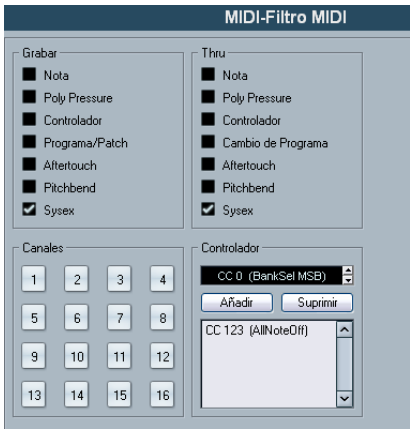 MIDI-Filtro MIDI
Grabar
Nota
Poly Pressure
Controlador
Programa/Patch
Aftertouch
Pitchbend
Sysex
Thru
Nota
Poly Pressure
Controlador
Cambio de Programa
Aftertouch
Pitchbend
Sysex
Canales
1 2 3 4
5 6 7 8
9 10 11 12
13 14 15 16
Controlador
CC 0 (BankSel MSB)
Añadir Suprimir
CC 123 (AllNoteOff)